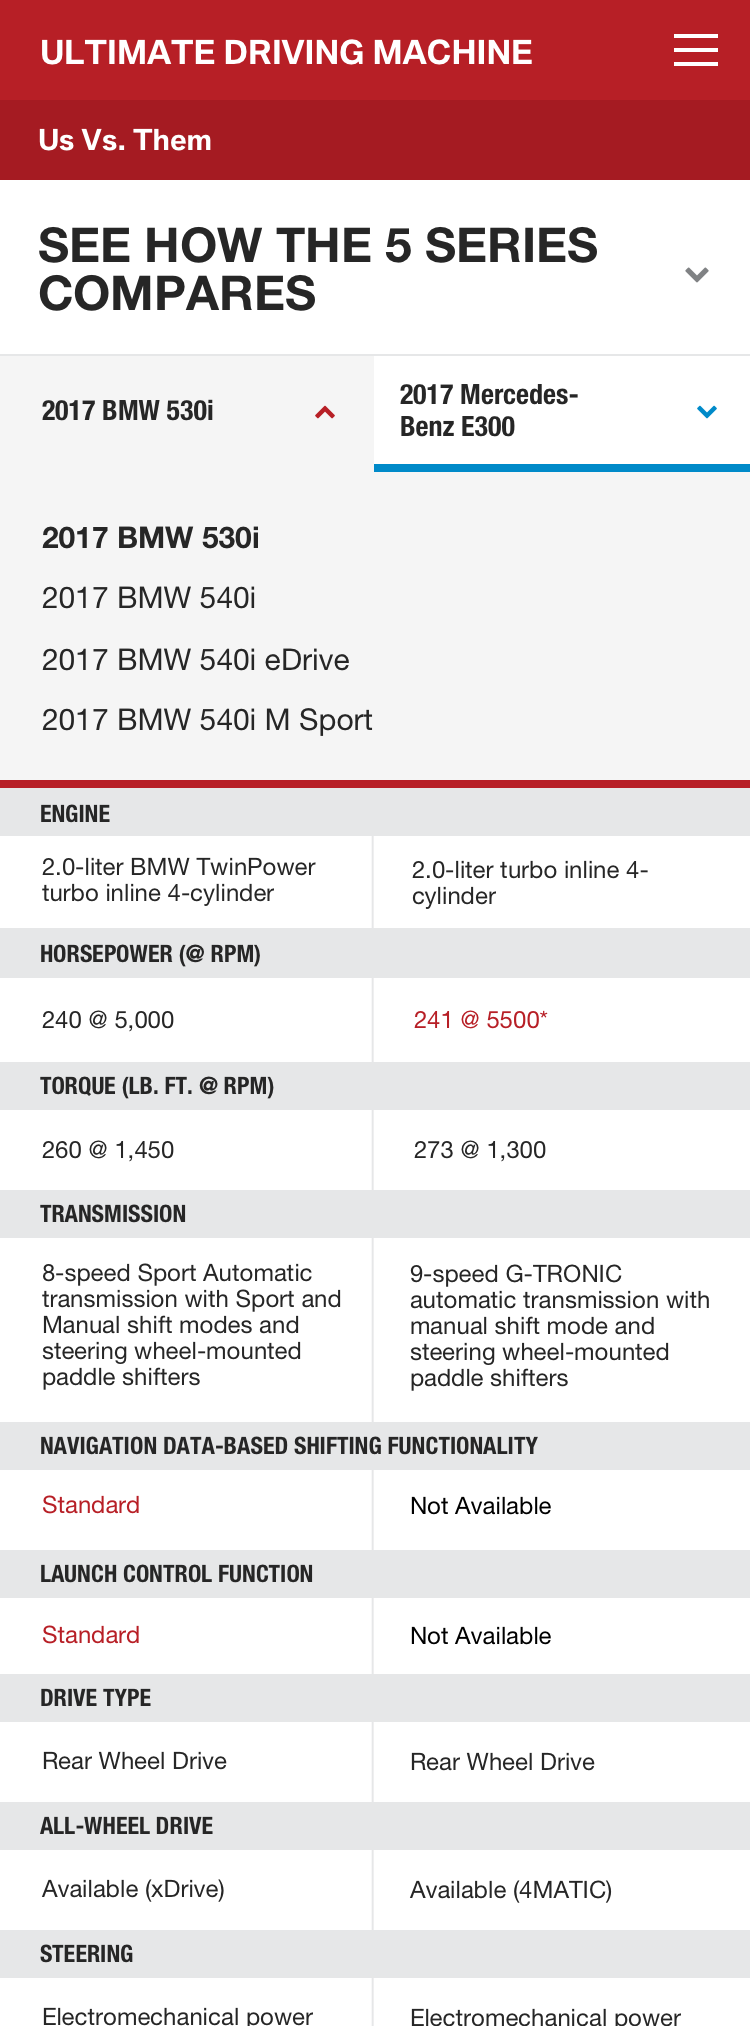 ULTIMATE DRIVING MACHINE
Us Vs. Them
SEE HOW THE 5 SERIES
COMPARES
2017 BMW 530i
2017 Mercedes-
Benz E300
2017 BMW 530i
2017 BMW 540i
2017 BMW 540i eDrive
2017 BMW 540i M Sport
ENGINE
2.0-liter BMW TwinPower
turbo inline 4-cylinder
2.0-liter turbo inline 4-
cylinder
HORSEPOWER (@ RPM)
240 @ 5,000
241 @ 5500*
TORQUE (LB. FT. @ RPM)
260 @ 1,450
273 @ 1,300
TRANSMISSION
8-speed Sport Automatic
transmission with Sport and
Manual shift modes and
steering wheel-mounted
paddle shifters
9-speed G-TRONIC
automatic transmission with
manual shift mode and
steering wheel-mounted
paddle shifters
NAVIGATION DATA-BASED SHIFTING FUNCTIONALITY
Standard
Not Available
LAUNCH CONTROL FUNCTION
Standard
Not Available
DRIVE TYPE
Rear Wheel Drive
Rear Wheel Drive
ALL-WHEEL DRIVE
Available (xDrive)
Available (4MATIC)
STEERING
Electromechanical power
Electromechanical power